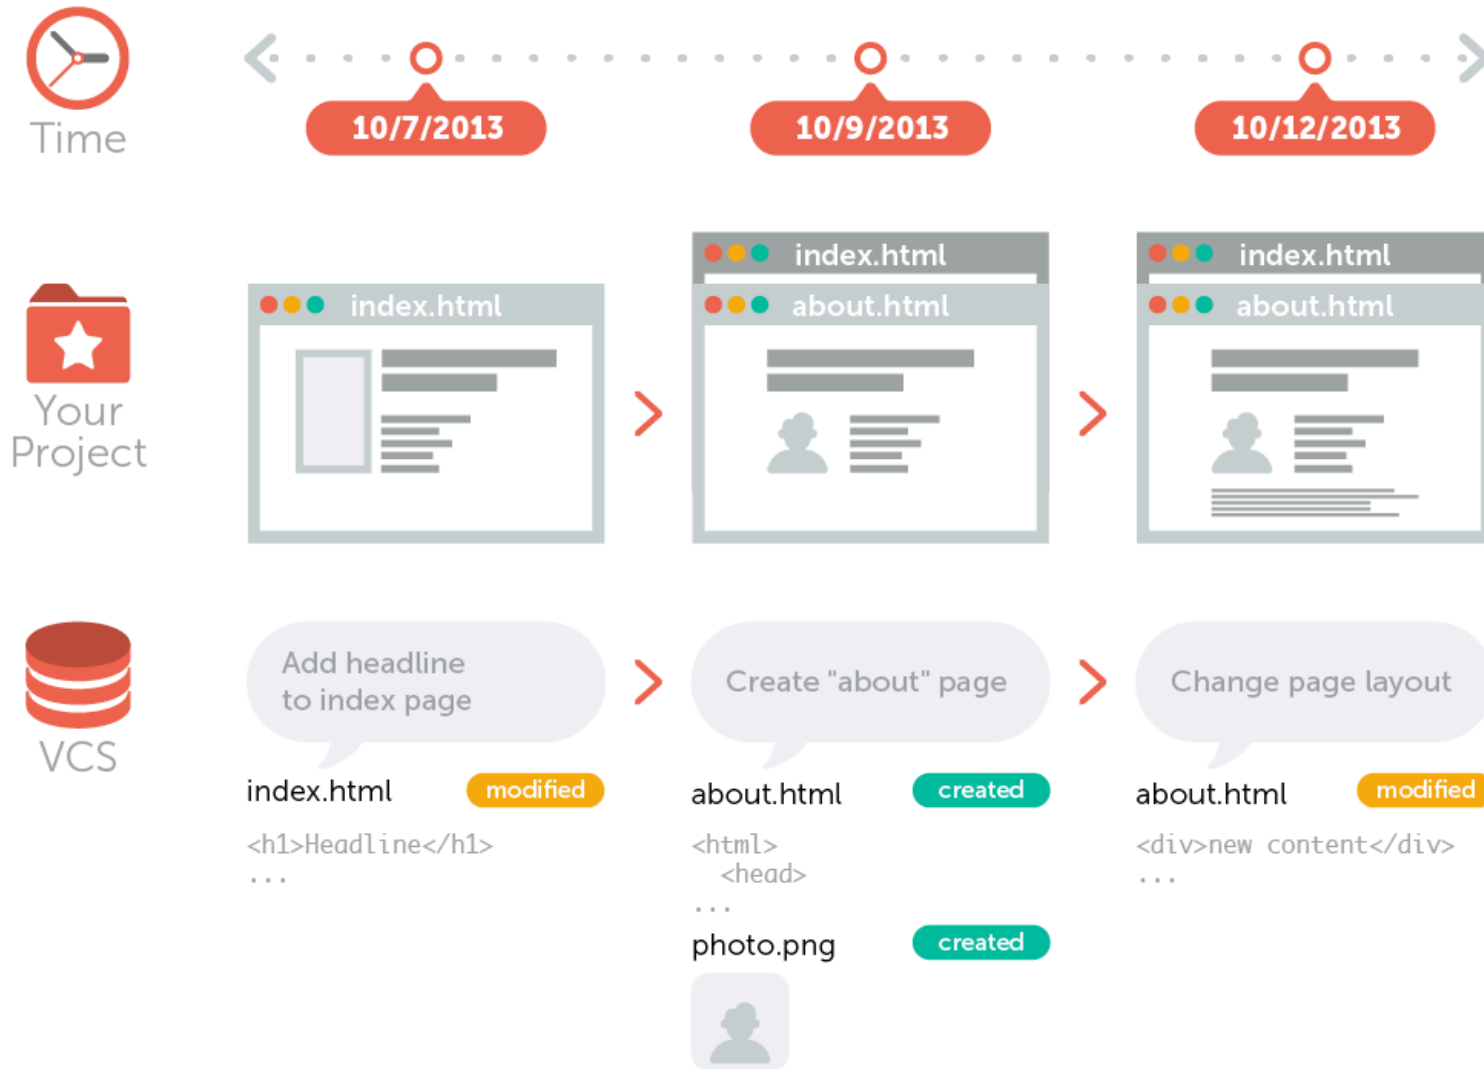 Time
10/7/2013
10/9/2013
10/12/2013
Your
Project
index.html
index.html
about.html
index.html
about.html
VCS
Add headline
to index page
Create "about" page
Change page layout
index.html
modified
<h1>Headline</h1>
...
about.html
created
<html>
<head>
...
photo.png
created
about.html
modified
<div>new content</div>
...